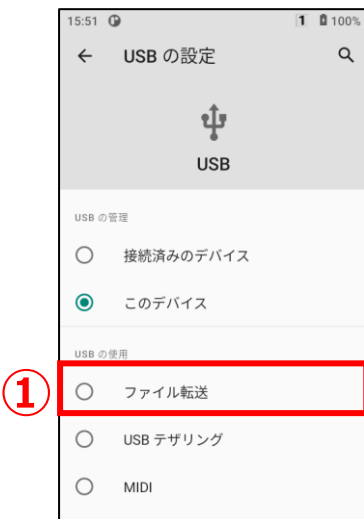 15:51 1 100%
USB の設定
USB
USB の管理
接続済みのデバイス
このデバイス
USB の使用
① ファイル転送
USB テザリング
MIDI